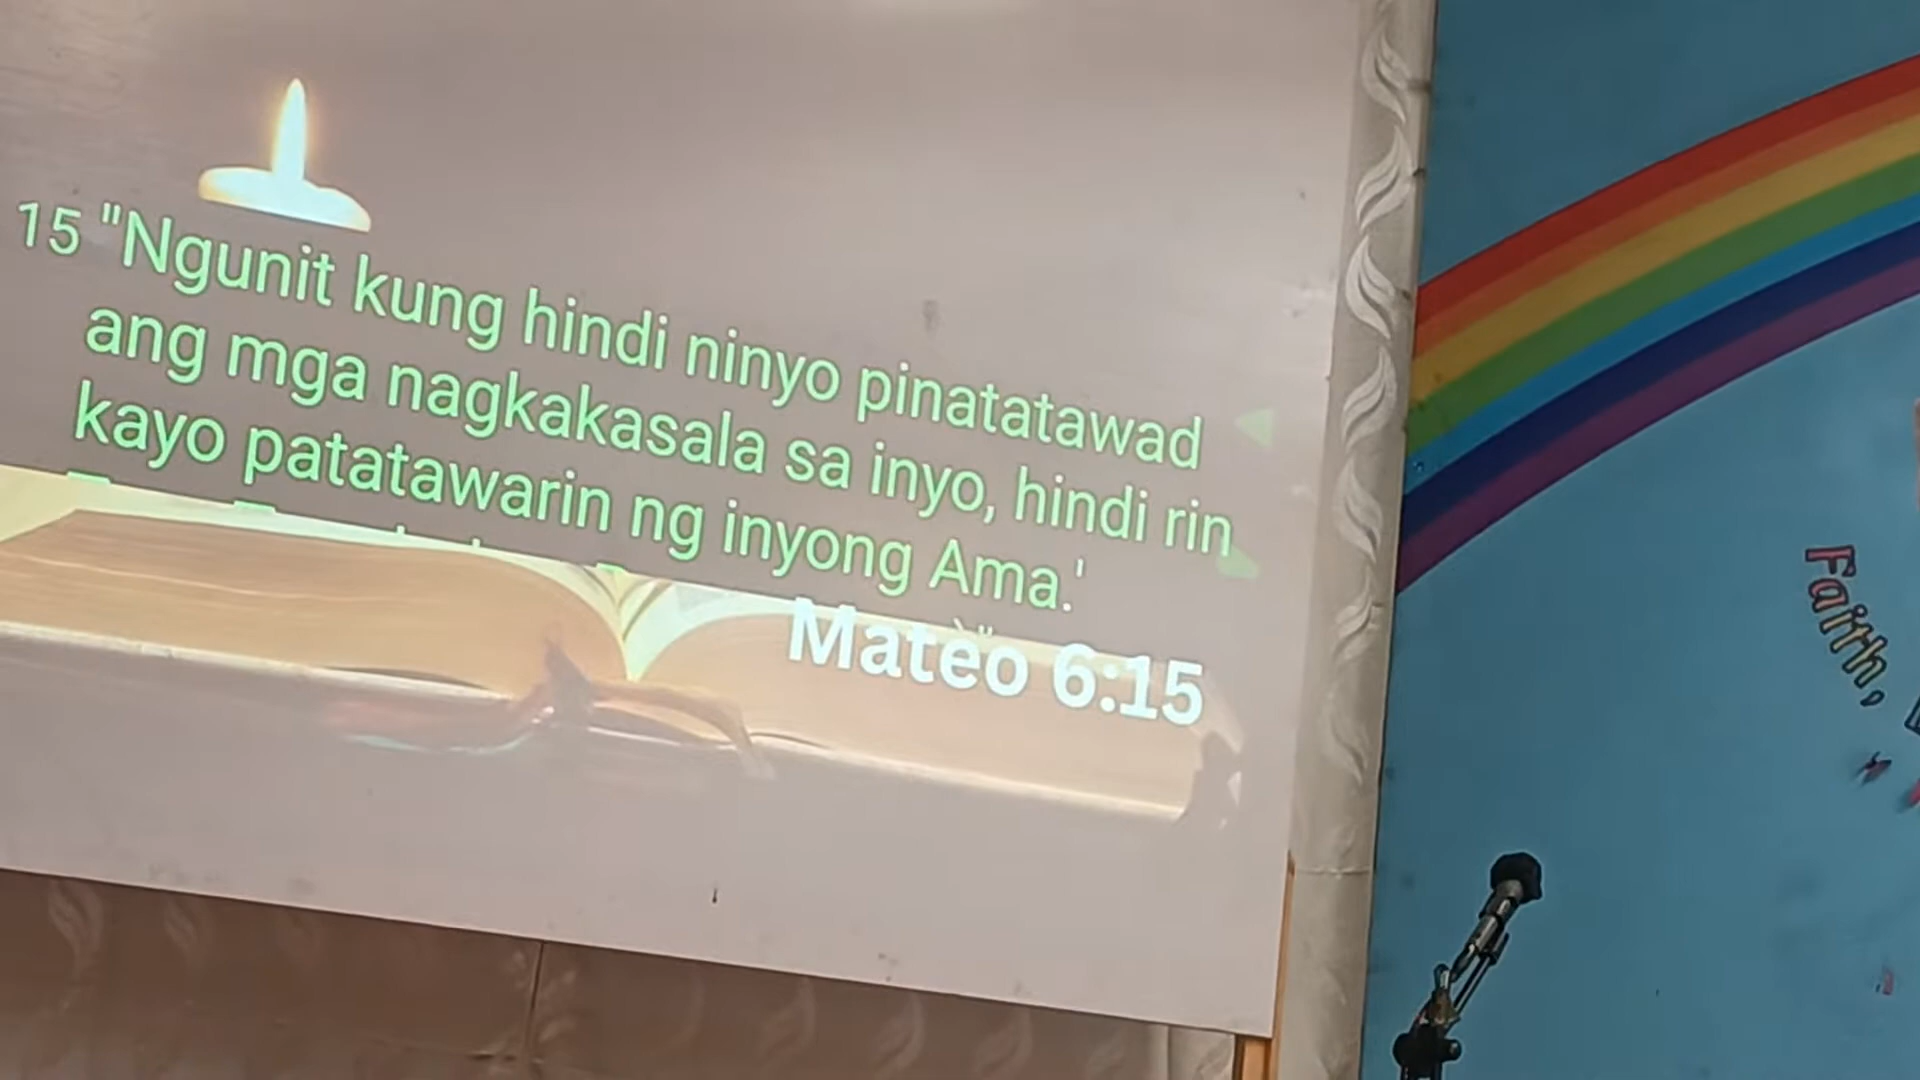 15 "Ngunit kung hindi ninyo pinatatawad
ang mga nagkakasala sa inyo, hindi rin
kayo patatawarin ng inyong Ama.'
Mateo 6:15
Faith,